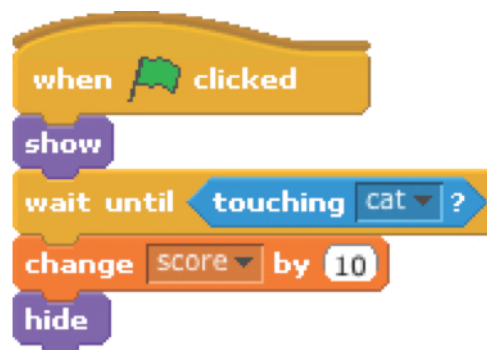 when clicked
show
wait until touching cat ?
change score by 10
hide